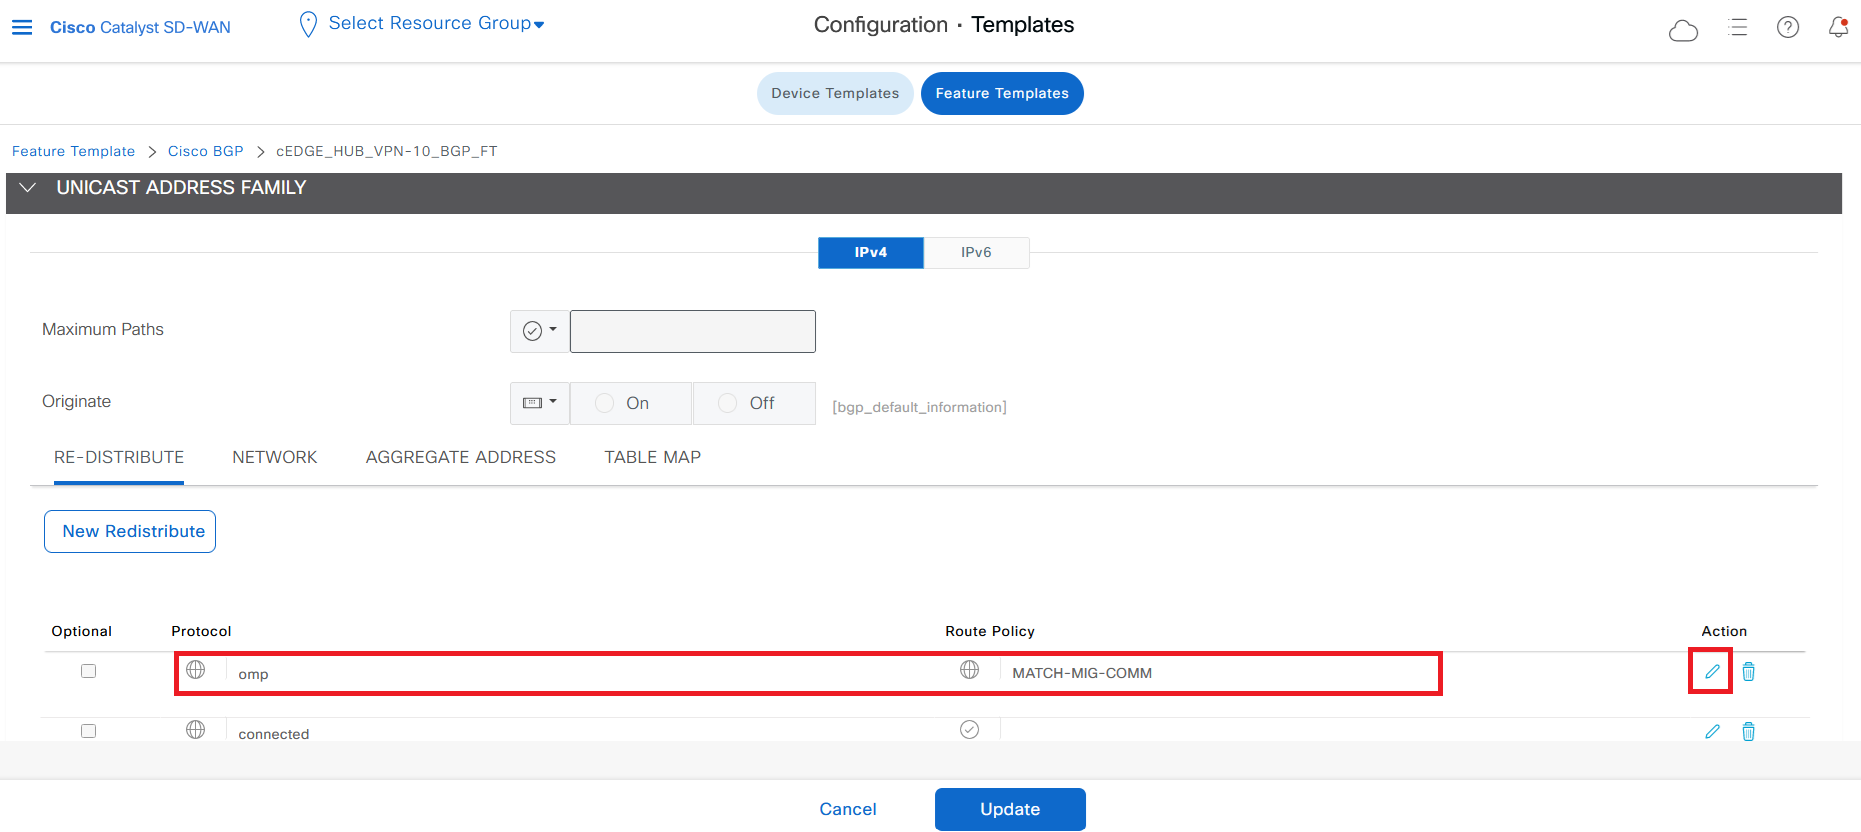 Cisco Catalyst SD-WAN
Select Resource Group
Configuration · Templates
Device Templates
Feature Templates
Feature Template > Cisco BGP > cEDGE_HUB_VPN-10_BGP_FT
UNICAST ADDRESS FAMILY
IPv4
IPv6
Maximum Paths
Originate
On
Off
[bgp_default_information]
RE-DISTRIBUTE
NETWORK
AGGREGATE ADDRESS
TABLE MAP
New Redistribute
Optional
Protocol
Route Policy
Action
omp
MATCH-MIG-COMM
connected
Cancel
Update